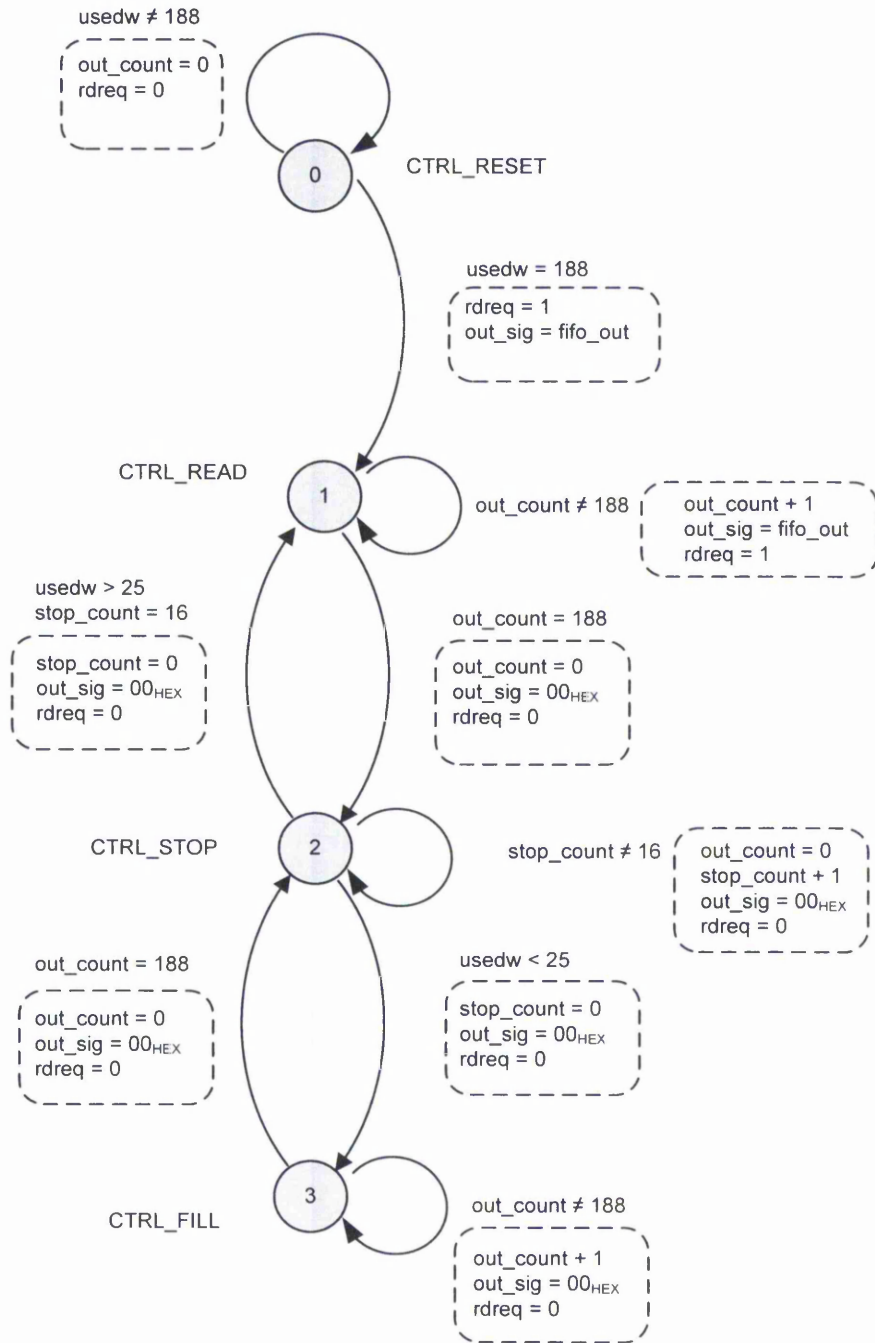 usedw ≠ 188
out_count = 0
rdreq = 0
0
CTRL_RESET
usedw = 188
rdreq = 1
out_sig = fifo_out
CTRL_READ
1
out_count ≠ 188
out_count + 1
out_sig = fifo_out
rdreq = 1
usedw > 25
stop_count = 16
stop_count = 0
out_sig = 00HEX
rdreq = 0
out_count = 188
out_count = 0
out_sig = 00HEX
rdreq = 0
CTRL_STOP
2
stop_count ≠ 16
out_count = 0
stop_count + 1
out_sig = 00HEX
rdreq = 0
out_count = 188
out_count = 0
out_sig = 00HEX
rdreq = 0
usedw < 25
stop_count = 0
out_sig = 00HEX
rdreq = 0
CTRL_FILL
3
out_count ≠ 188
out_count + 1
out_sig = 00HEX
rdreq = 0